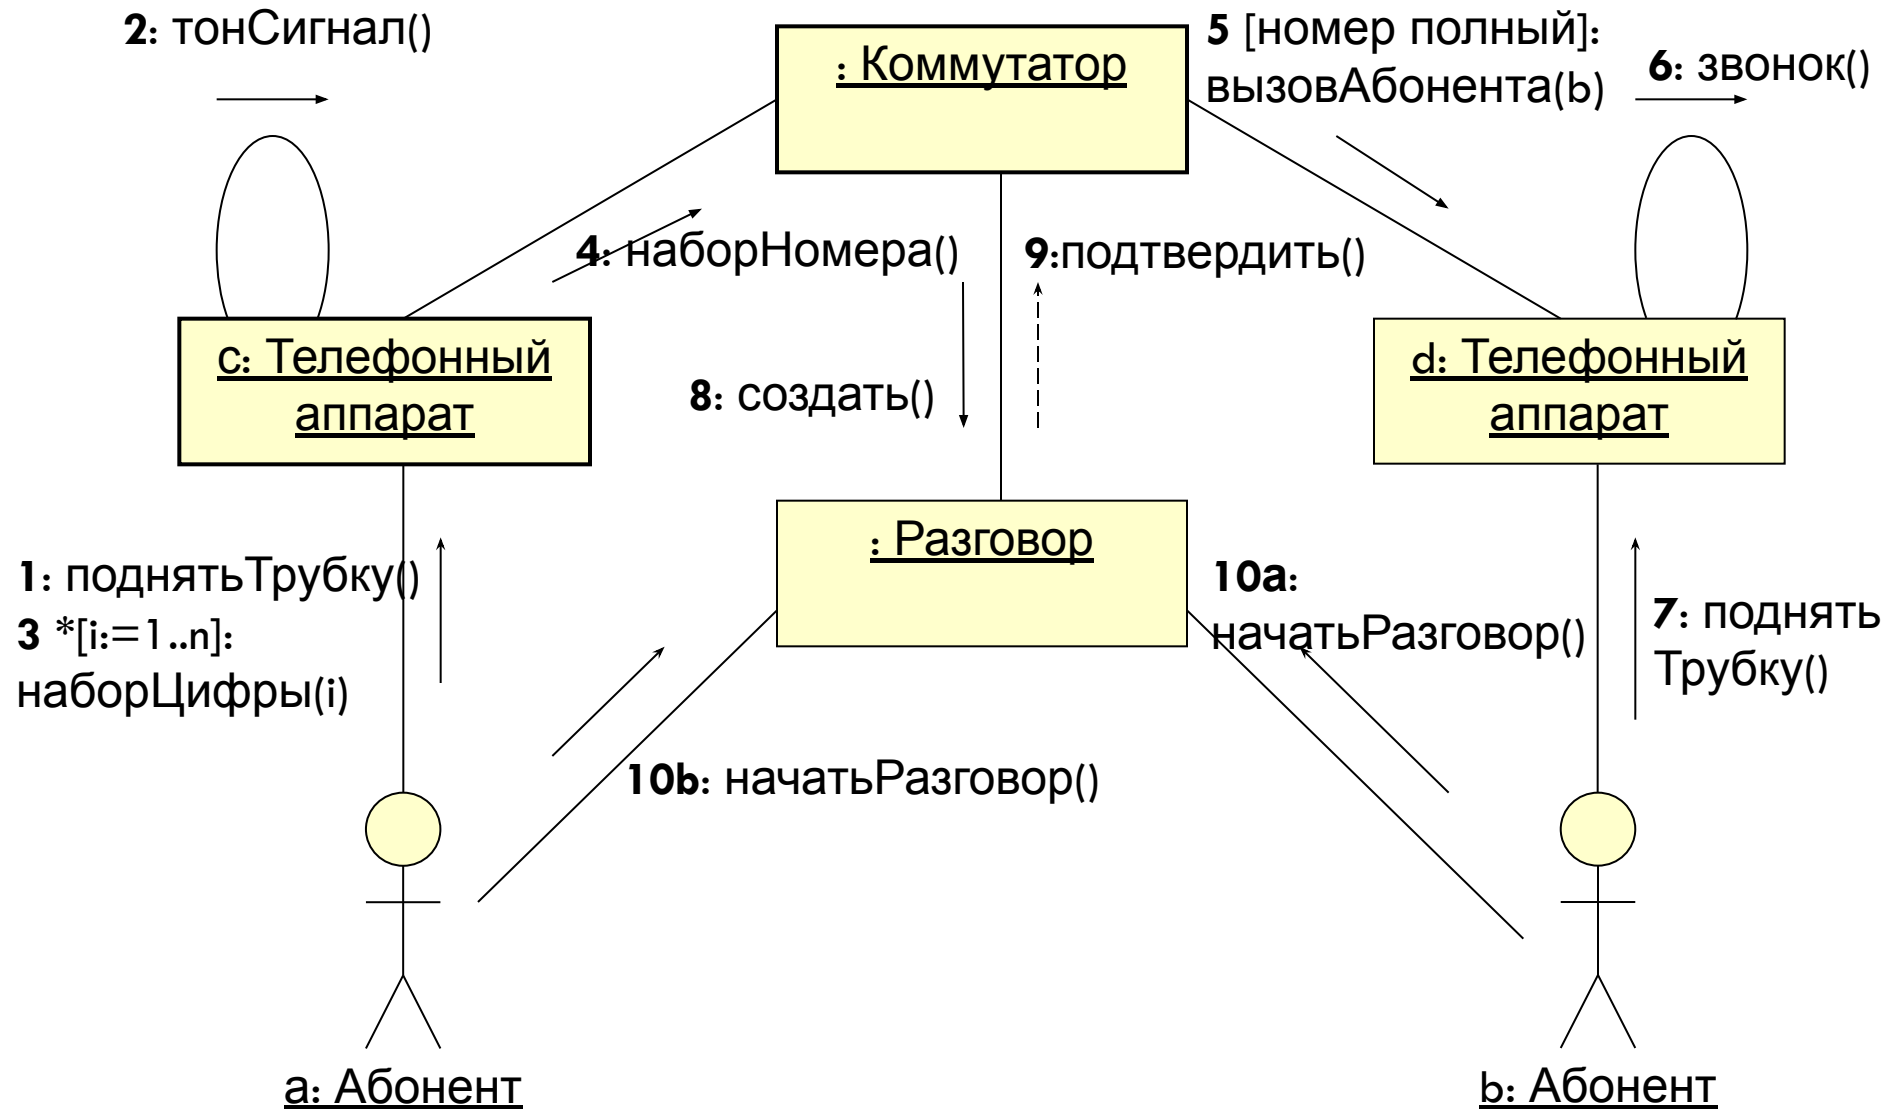 2: тонСигнал()
: Коммутатор
5 [номер полный]:
вызовАбонента(b)
6: звонок()
4: наборНомера()
9:подтвердить()
c: Телефонный
аппарат
8: создать()
d: Телефонный
аппарат
: Разговор
1: поднятьТрубку()
3 *[i:=1..n]:
наборЦифры(i)
10a:
начатьРазговор()
7: поднять
Трубку()
10b: начатьРазговор()
a: Абонент
b: Абонент